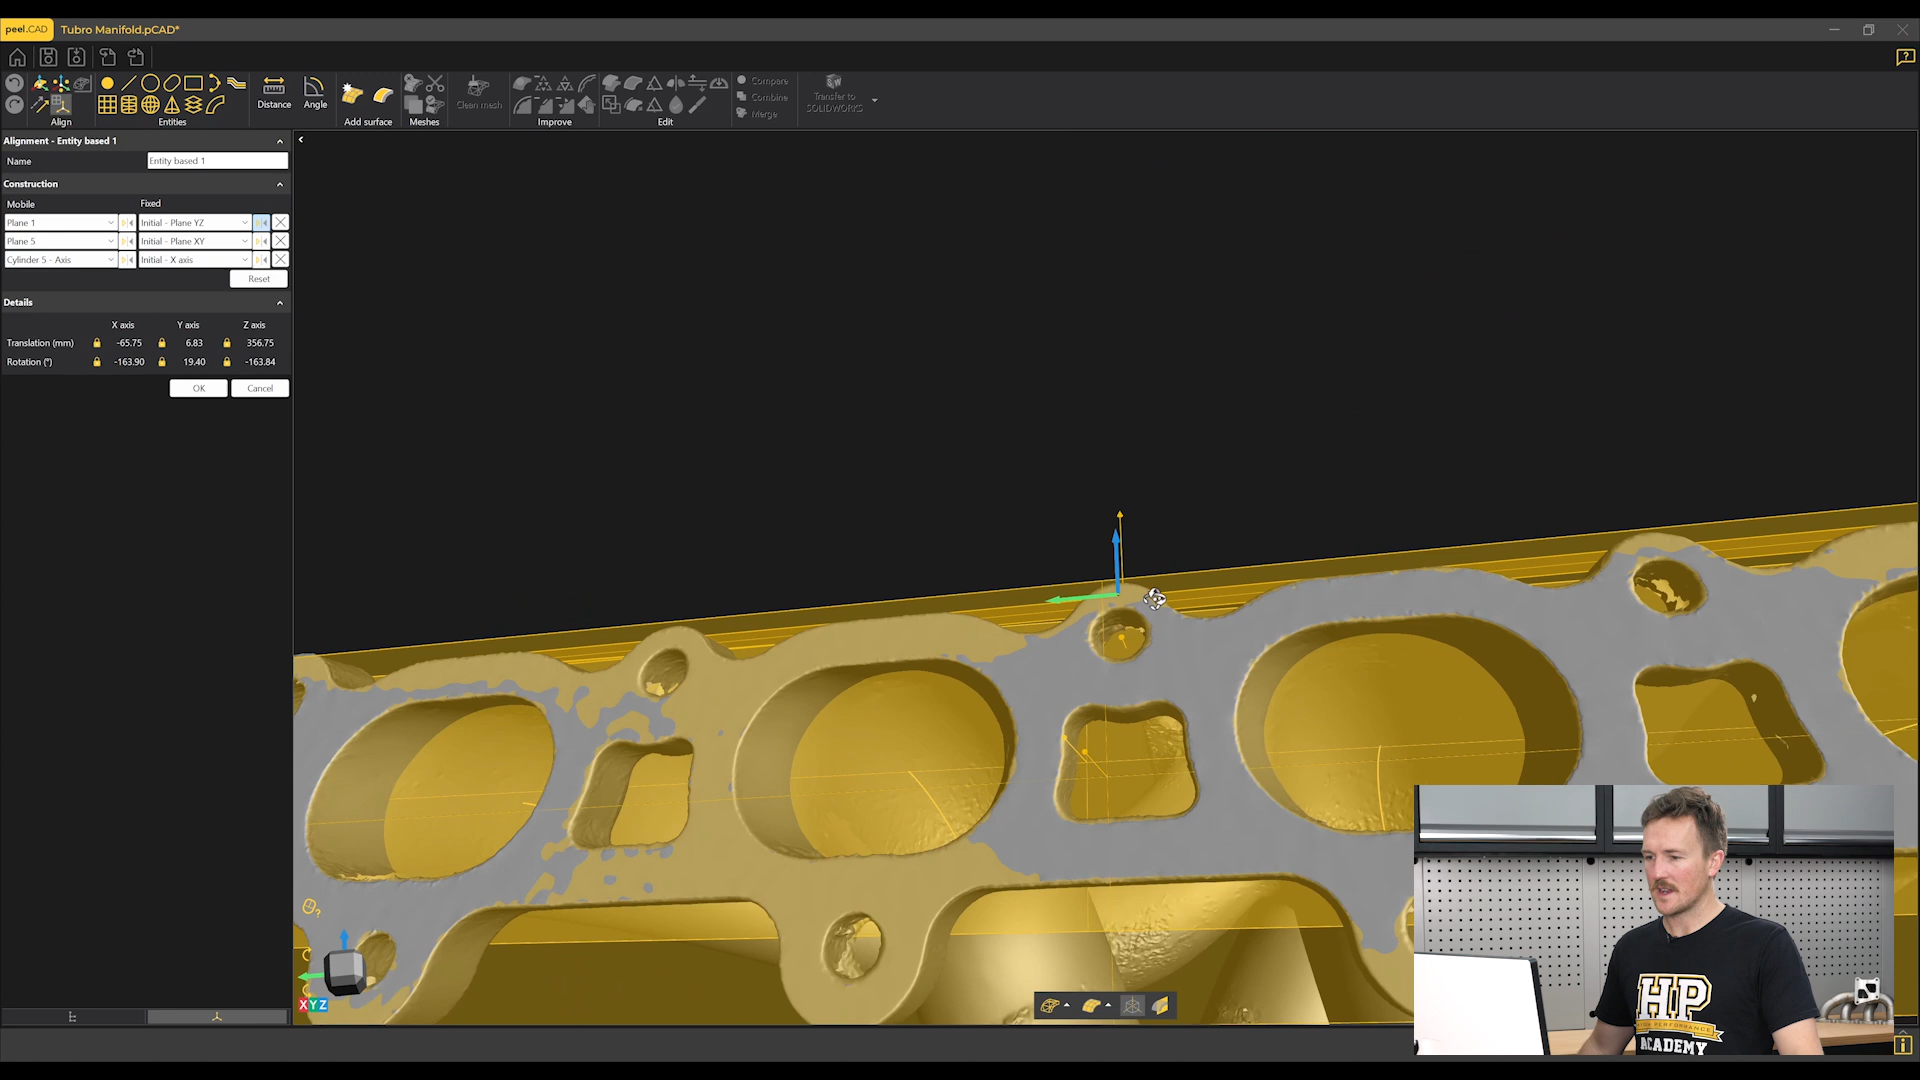 peel.CAD Tubro Manifold.pCAD*
Align
Entities
Distance
Angle
Add surface
Meshes
Clean mesh
Improve
Edit
Compare
Combine
Merge
Transfer to
SOLIDWORKS
Alignment - Entity based 1
Name Entity based 1
Construction
Mobile Fixed
Plane 1 Initial - Plane YZ
Plane 5 Initial - Plane XY
Cylinder 5 - Axis Initial - X axis
Reset
Details
X axis Y axis Z axis
Translation (mm) -65.75 6.83 356.75
Rotation (°) -163.90 19.40 -163.84
OK Cancel
XYZ
HP
HIGH PERFORMANCE
ACADEMY